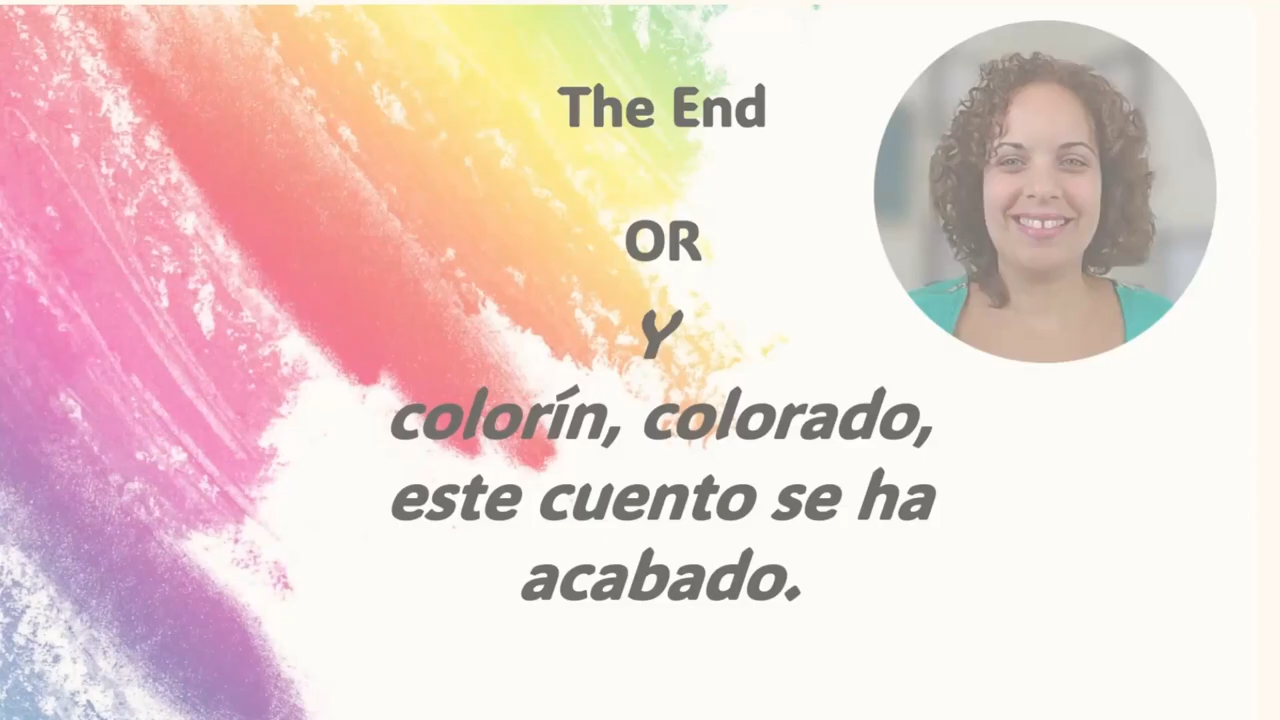 The End
OR
Y
colorín, colorado,
este cuento se ha
acabado.